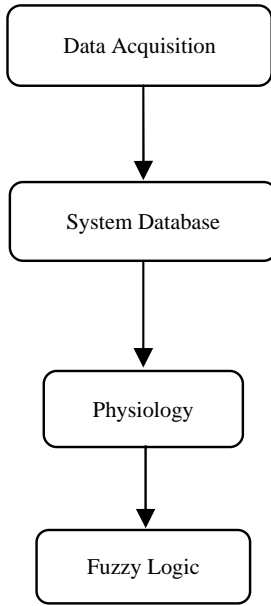 Data Acquisition
System Database
Physiology
Fuzzy Logic